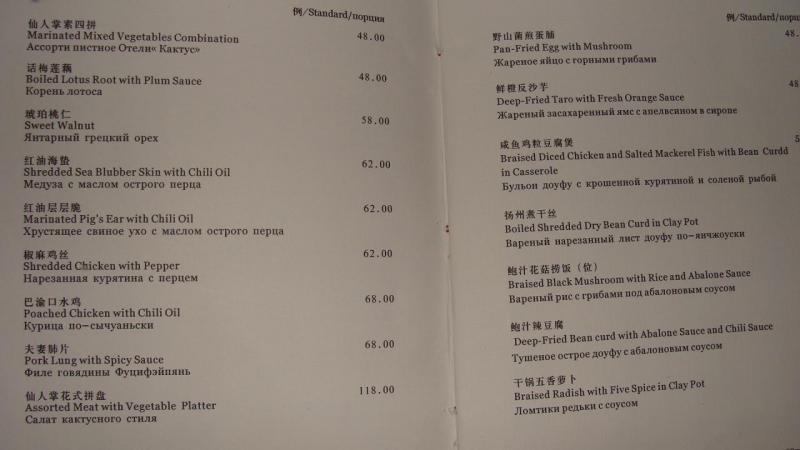 例/Standard/порция
仙人掌素四拼
Marinated Mixed Vegetables Combination 48.00
Ассорти пистное Отели« Кактус»
话梅莲藕
Boiled Lotus Root with Plum Sauce 48.00
Корень лотоса
琥珀桃仁
Sweet Walnut 58.00
Янтарный грецкий орех
红油海蛰
Shredded Sea Blubber Skin with Chili Oil 62.00
Медуза с маслом острого перца
红油层层脆 62.00
Marinated Pig's Ear with Chili Oil
Хрустящее свиное ухо с маслом острого перца
椒麻鸡丝 62.00
Shredded Chicken with Pepper
Нарезанная курятина с перцем
巴渝口水鸡 68.00
Poached Chicken with Chili Oil
Курица по-сычуаньски
夫妻肺片 68.00
Pork Lung with Spicy Sauce
Филе говядины Фуцифэйпянь
仙人掌花式拼盘 118.00
Assorted Meat with Vegetable Platter
Салат кактусного стиля
例/Standard/порци
野山菌煎蛋脯 48.
Pan-Fried Egg with Mushroom
Жареное яйцо с горными грибами
鲜橙反沙芋 48
Deep-Fried Taro with Fresh Orange Sauce
Жареный засахаренный ямс с апелвсином в сиропе
咸鱼鸡粒豆腐煲
Braised Diced Chicken and Salted Mackerel Fish with Bean Curdd
in Casserole
Бульон доуфу с крошенной курятиной и соленой рыбой
扬州煮干丝
Boiled Shredded Dry Bean Curd in Clay Pot
Вареный нарезанный лист доуфу по-янчжоуски
鲍汁花菇捞饭（位）
Braised Black Mushroom with Rice and Abalone Sauce
Вареный рис с грибами под абалоновым соусом
鲍汁辣豆腐
Deep-Fried Bean curd with Abalone Sauce and Chili Sauce
Тушеное острое доуфу с абалоновым соусом
干锅五香萝卜
Braised Radish with Five Spice in Clay Pot
Ломтики редьки с соусом